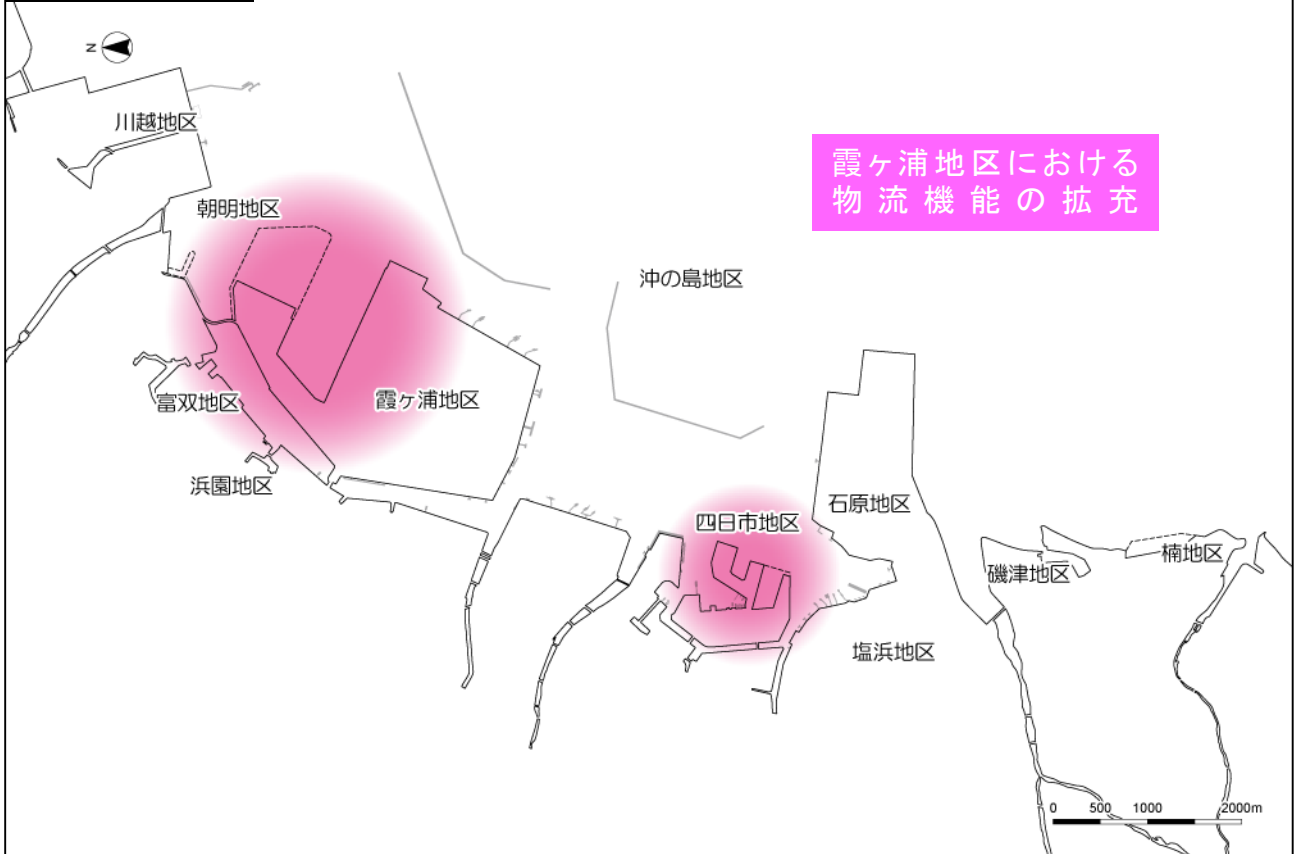 N
川越地区
霞ヶ浦地区における
物流機能の拡充
朝明地区
沖の島地区
富双地区
霞ヶ浦地区
浜園地区
石原地区
四日市地区
楠地区
磯津地区
塩浜地区
0 500 1000 2000m